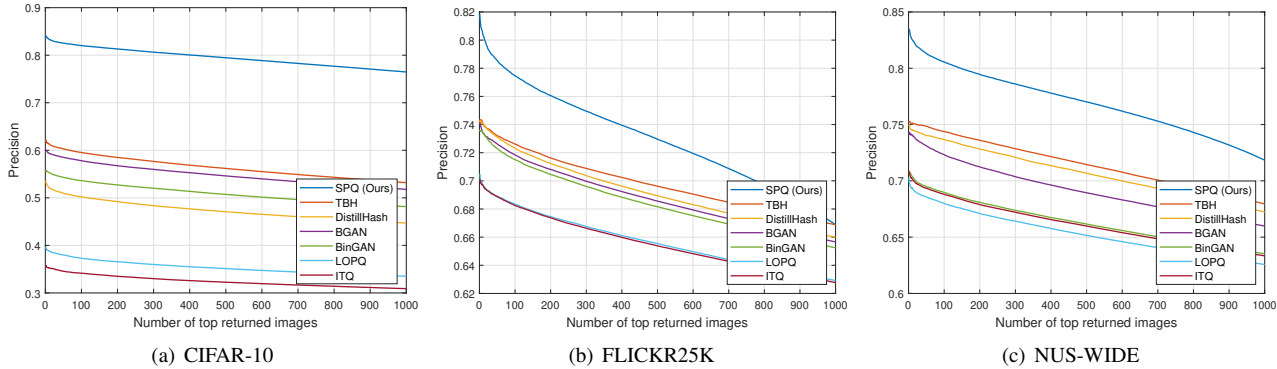 0.9
0.8
0.7
0.6
0.5
0.4
0.3
Precision
0 100 200 300 400 500 600 700 800 900 1000
Number of top returned images
SPQ (Ours)
TBH
DistillHash
BGAN
BinGAN
LOPQ
ITQ
(a) CIFAR-10
0.82
0.8
0.78
0.76
0.74
0.72
0.7
0.68
0.66
0.64
0.62
Precision
0 100 200 300 400 500 600 700 800 900 1000
Number of top returned images
SPQ (Ours)
TBH
DistillHash
BGAN
BinGAN
LOPQ
ITQ
(b) FLICKR25K
0.85
0.8
0.75
0.7
0.65
0.6
Precision
0 100 200 300 400 500 600 700 800 900 1000
Number of top returned images
SPQ (Ours)
TBH
DistillHash
BGAN
BinGAN
LOPQ
ITQ
(c) NUS-WIDE